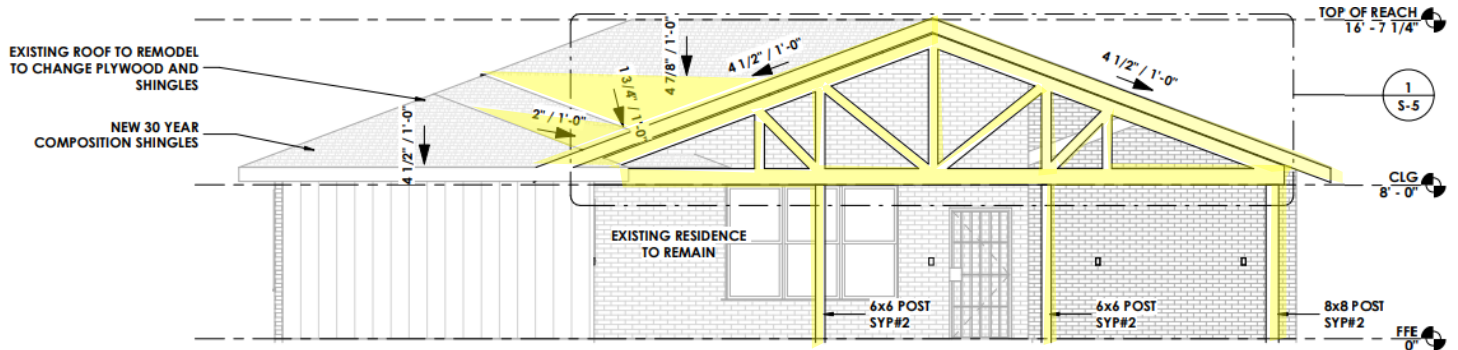 TOP OF REACH
16' - 7 1/4"
EXISTING ROOF TO REMODEL
TO CHANGE PLYWOOD AND
SHINGLES
4 7/8" / 1'-0"
4 1/2" / 1'-0"
4 1/2" / 1'-0"
1 3/4" / 1'-0"
2" / 1'-0"
1
S-5
NEW 30 YEAR
COMPOSITION SHINGLES
4 1/2" / 1'-0"
CLG
8' - 0"
EXISTING RESIDENCE
TO REMAIN
6x6 POST
SYP#2
6x6 POST
SYP#2
8x8 POST
SYP#2
FFE
0"